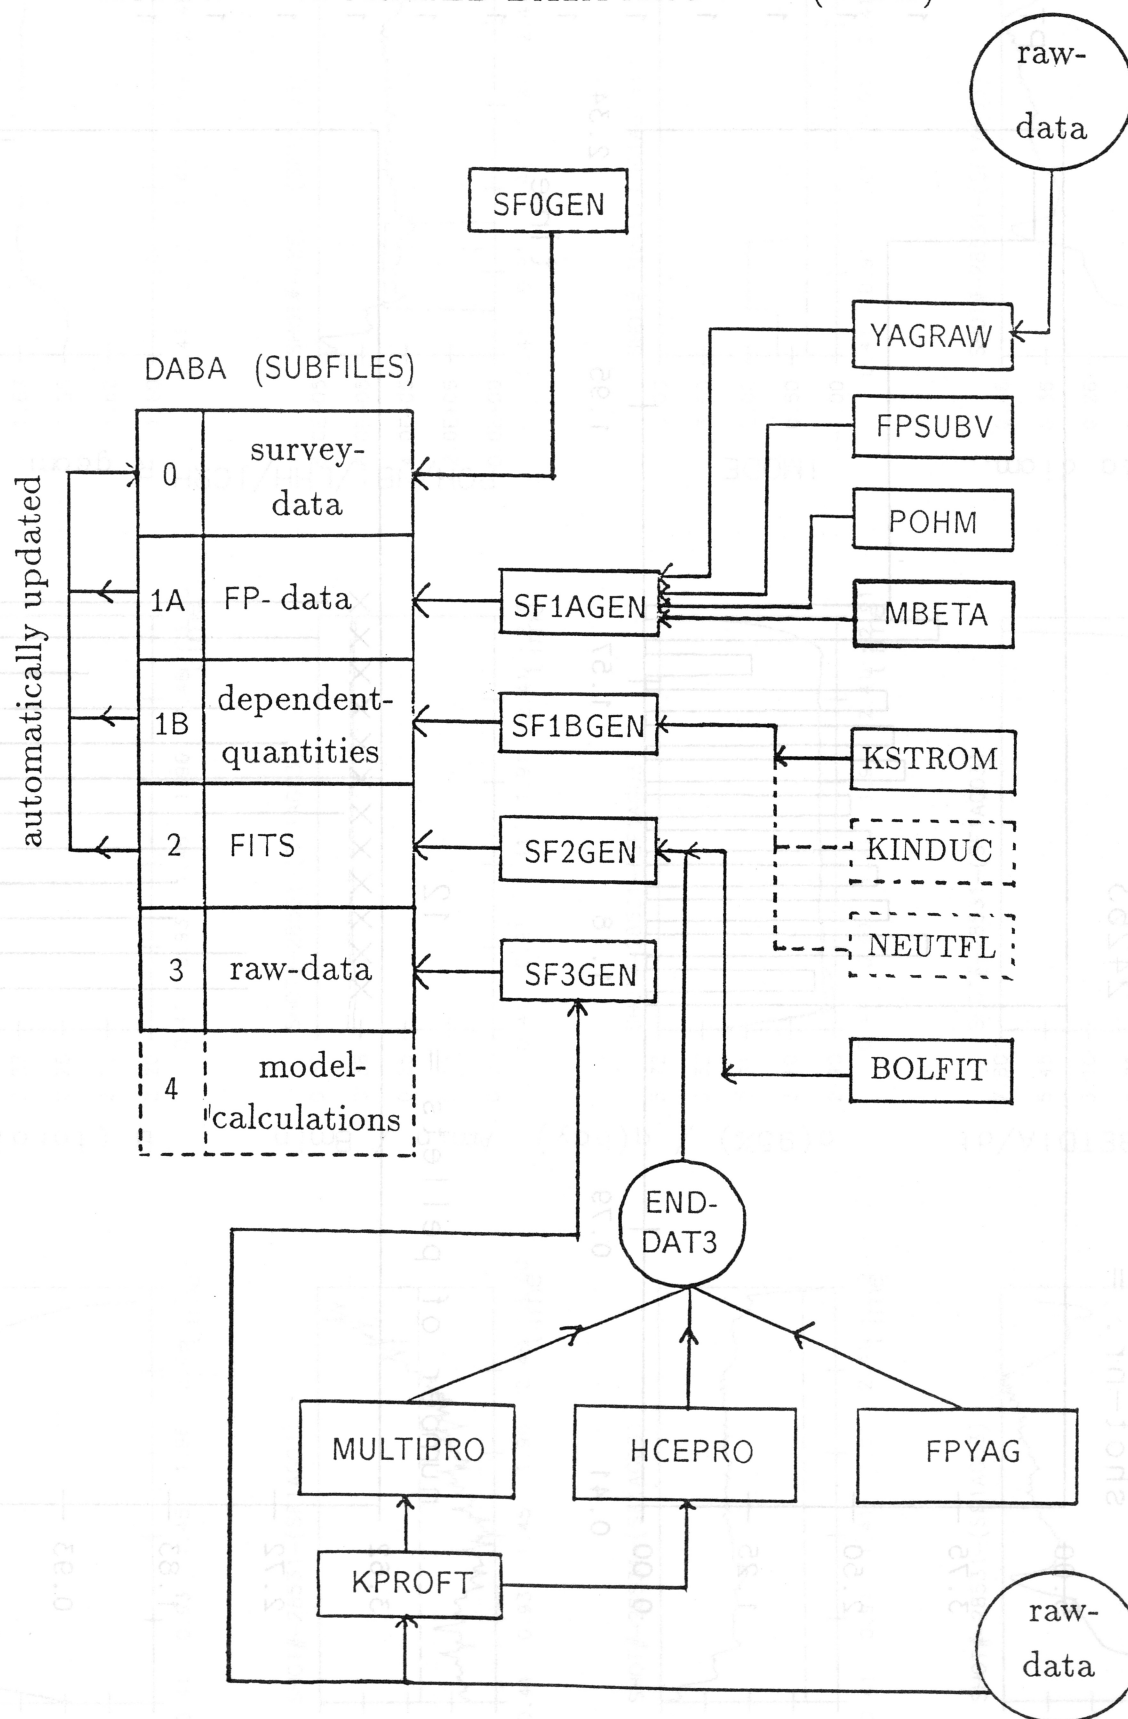 raw-
data
SF0GEN
YAGRAW
DABA (SUBFILES)
FPSUBV
0
survey-
data
POHM
automatically updated
1A
FP- data
SF1AGEN
MBETA
1B
dependent-
quantities
SF1BGEN
KSTROM
2
FITS
SF2GEN
KINDUC
NEUTFL
3
raw-data
SF3GEN
4
model-
calculations
BOLFIT
END-
DAT3
MULTIPRO
HCEPRO
FPYAG
KPROFT
raw-
data